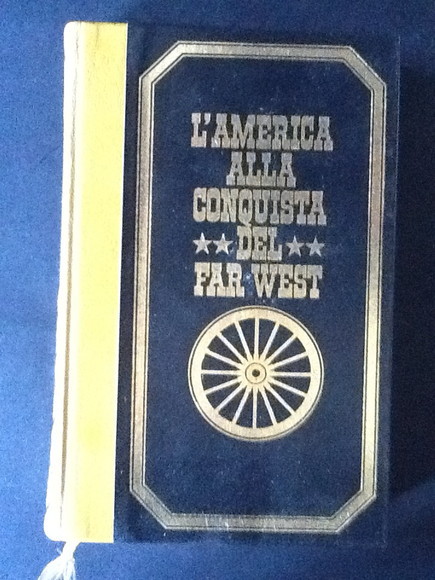 L'AMERICA
ALLA
CONQUISTA
DEL
FAR WEST